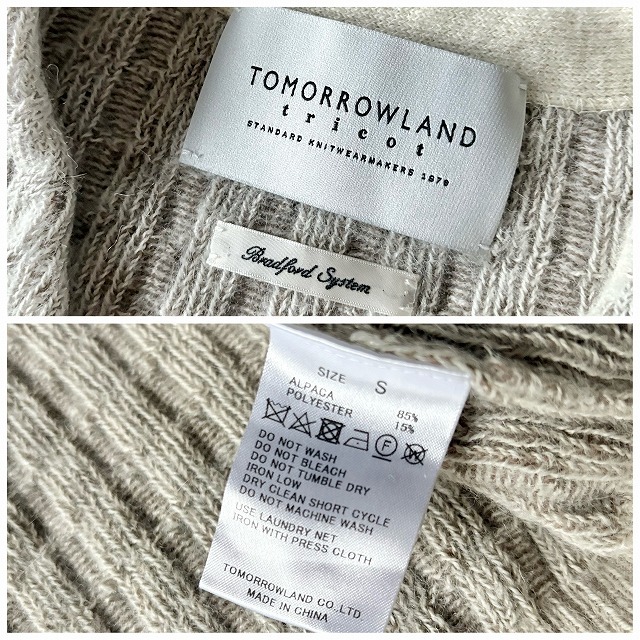 TOMORROWLAND
tricot
STANDARD KNITWEARMAKERS 1978
Bradford System
SIZE S
ALPACA 85%
POLYESTER 15%
F W
DO NOT WASH
DO NOT BLEACH
DO NOT TUMBLE DRY
IRON LOW
DRY CLEAN SHORT CYCLE
DO NOT MACHINE WASH
USE LAUNDRY NET
IRON WITH PRESS CLOTH
TOMORROWLAND CO.,LTD.
MADE IN CHINA